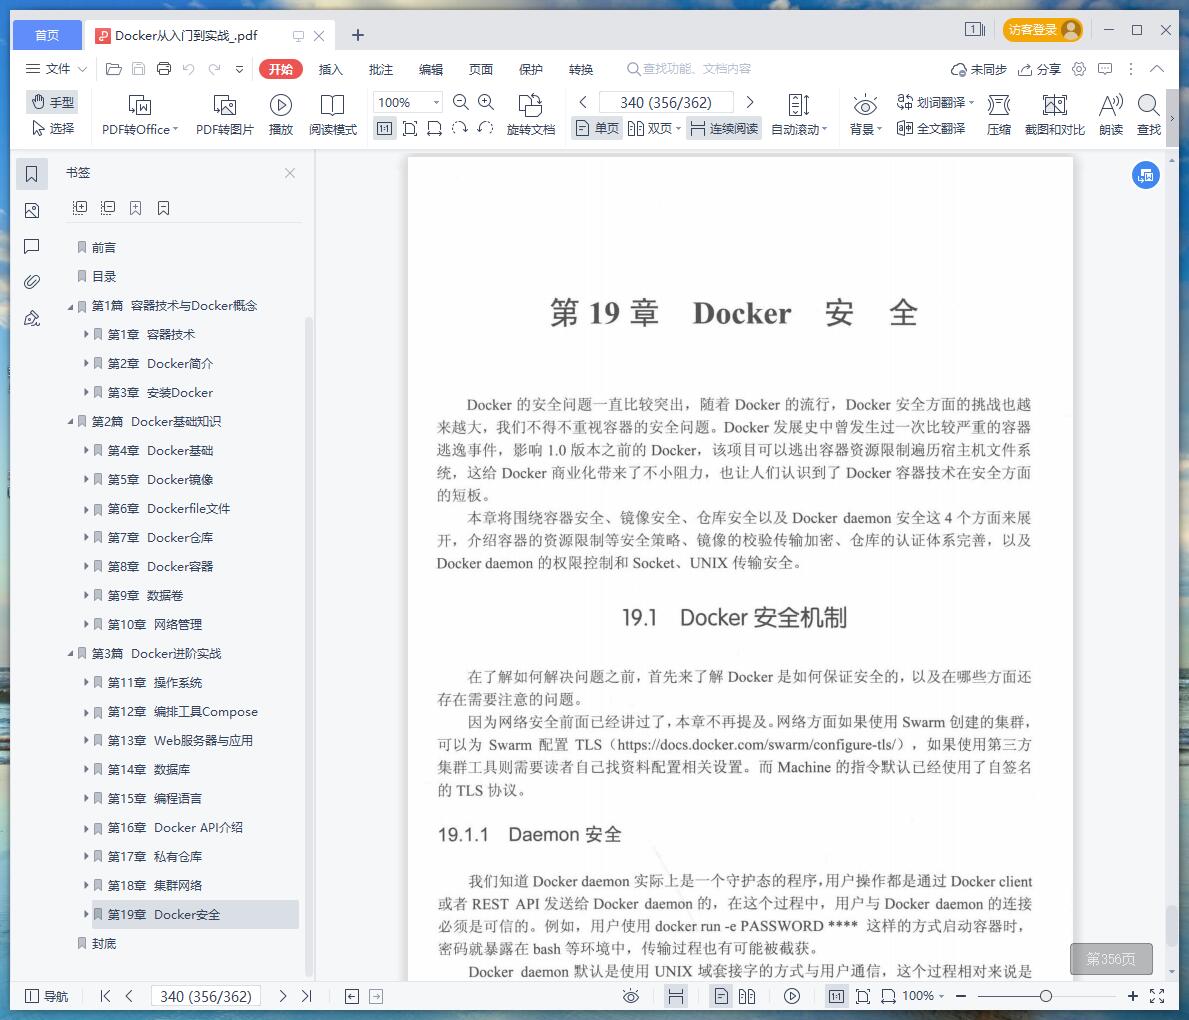 首页
Docker从入门到实战_.pdf
1
访客登录
文件
开始
插入
批注
编辑
页面
保护
转换
查找功能、文档内容
未同步
分享
手型
选择
PDF转Office
PDF转图片
播放
阅读模式
100%
旋转文档
340 (356/362)
单页
双页
连续阅读
自动滚动
背景
划词翻译
全文翻译
压缩
截图和对比
朗读
查找
书签
前言
目录
第1篇 容器技术与Docker概念
第1章 容器技术
第2章 Docker简介
第3章 安装Docker
第2篇 Docker基础知识
第4章 Docker基础
第5章 Docker镜像
第6章 Dockerfile文件
第7章 Docker仓库
第8章 Docker容器
第9章 数据卷
第10章 网络管理
第3篇 Docker进阶实战
第11章 操作系统
第12章 编排工具Compose
第13章 Web服务器与应用
第14章 数据库
第15章 编程语言
第16章 Docker API介绍
第17章 私有仓库
第18章 集群网络
第19章 Docker安全
封底
第 19 章 Docker 安 全
Docker 的安全问题一直比较突出，随着 Docker 的流行，Docker 安全方面的挑战也越
来越大，我们不得不重视容器的安全问题。Docker 发展史中曾发生过一次比较严重的容器
逃逸事件，影响 1.0 版本之前的 Docker，该项目可以逃出容器资源限制遍历宿主机文件系
统，这给 Docker 商业化带来了不小阻力，也让人们认识到了 Docker 容器技术在安全方面
的短板。
本章将围绕容器安全、镜像安全、仓库安全以及 Docker daemon 安全这 4 个方面来展
开，介绍容器的资源限制等安全策略、镜像的校验传输加密、仓库的认证体系完善，以及
Docker daemon 的权限控制和 Socket、UNIX 传输安全。
19.1 Docker 安全机制
在了解如何解决问题之前，首先来了解 Docker 是如何保证安全的，以及在哪些方面还
存在需要注意的问题。
因为网络安全前面已经讲过了，本章不再提及。网络方面如果使用 Swarm 创建的集群，
可以为 Swarm 配置 TLS（https://docs.docker.com/swarm/configure-tls/），如果使用第三方
集群工具则需要读者自己找资料配置相关设置。而 Machine 的指令默认已经使用了自签名
的 TLS 协议。
19.1.1 Daemon 安全
我们知道 Docker daemon 实际上是一个守护态的程序，用户操作都是通过 Docker client
或者 REST API 发送给 Docker daemon 的，在这个过程中，用户与 Docker daemon 的连接
必须是可信的。例如，用户使用 docker run -e PASSWORD **** 这样的方式启动容器时，
密码就暴露在 bash 等环境中，传输过程也有可能被截获。
Docker daemon 默认是使用 UNIX 域套接字的方式与用户通信，这个过程相对来说是
第356页
导航
340 (356/362)
100%